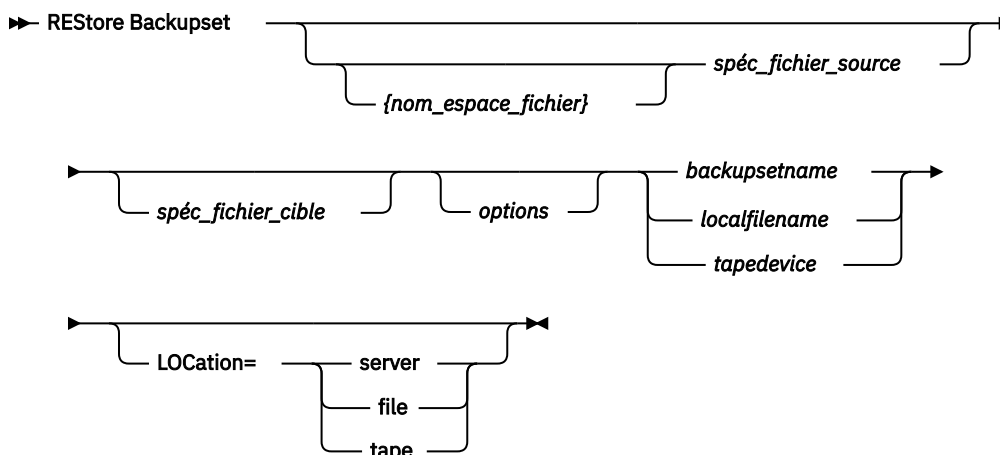 REStore Backupset
spéc_fichier_source
{nom_espace_fichier}
backupsetname
spéc_fichier_cible
options
localfilename
tapedevice
LOCation=
server
file
tape